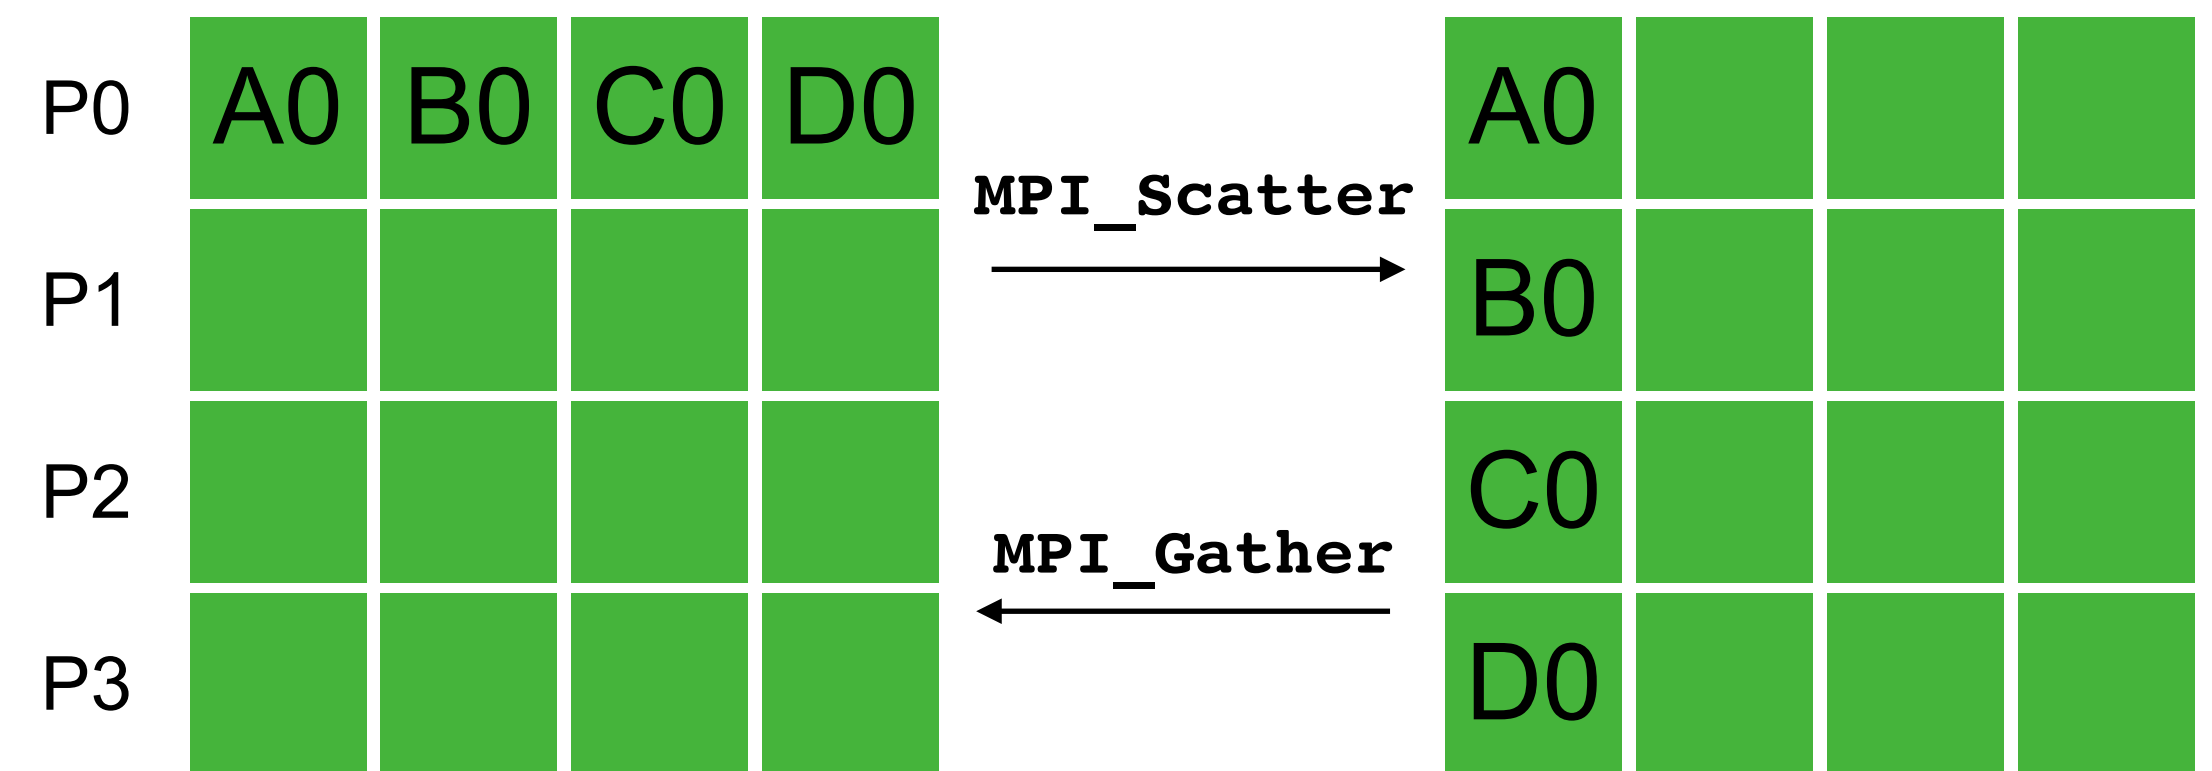 P0 A0 B0 C0 D0 A0
MPI_Scatter
P1 B0
P2 C0
MPI_Gather
P3 D0